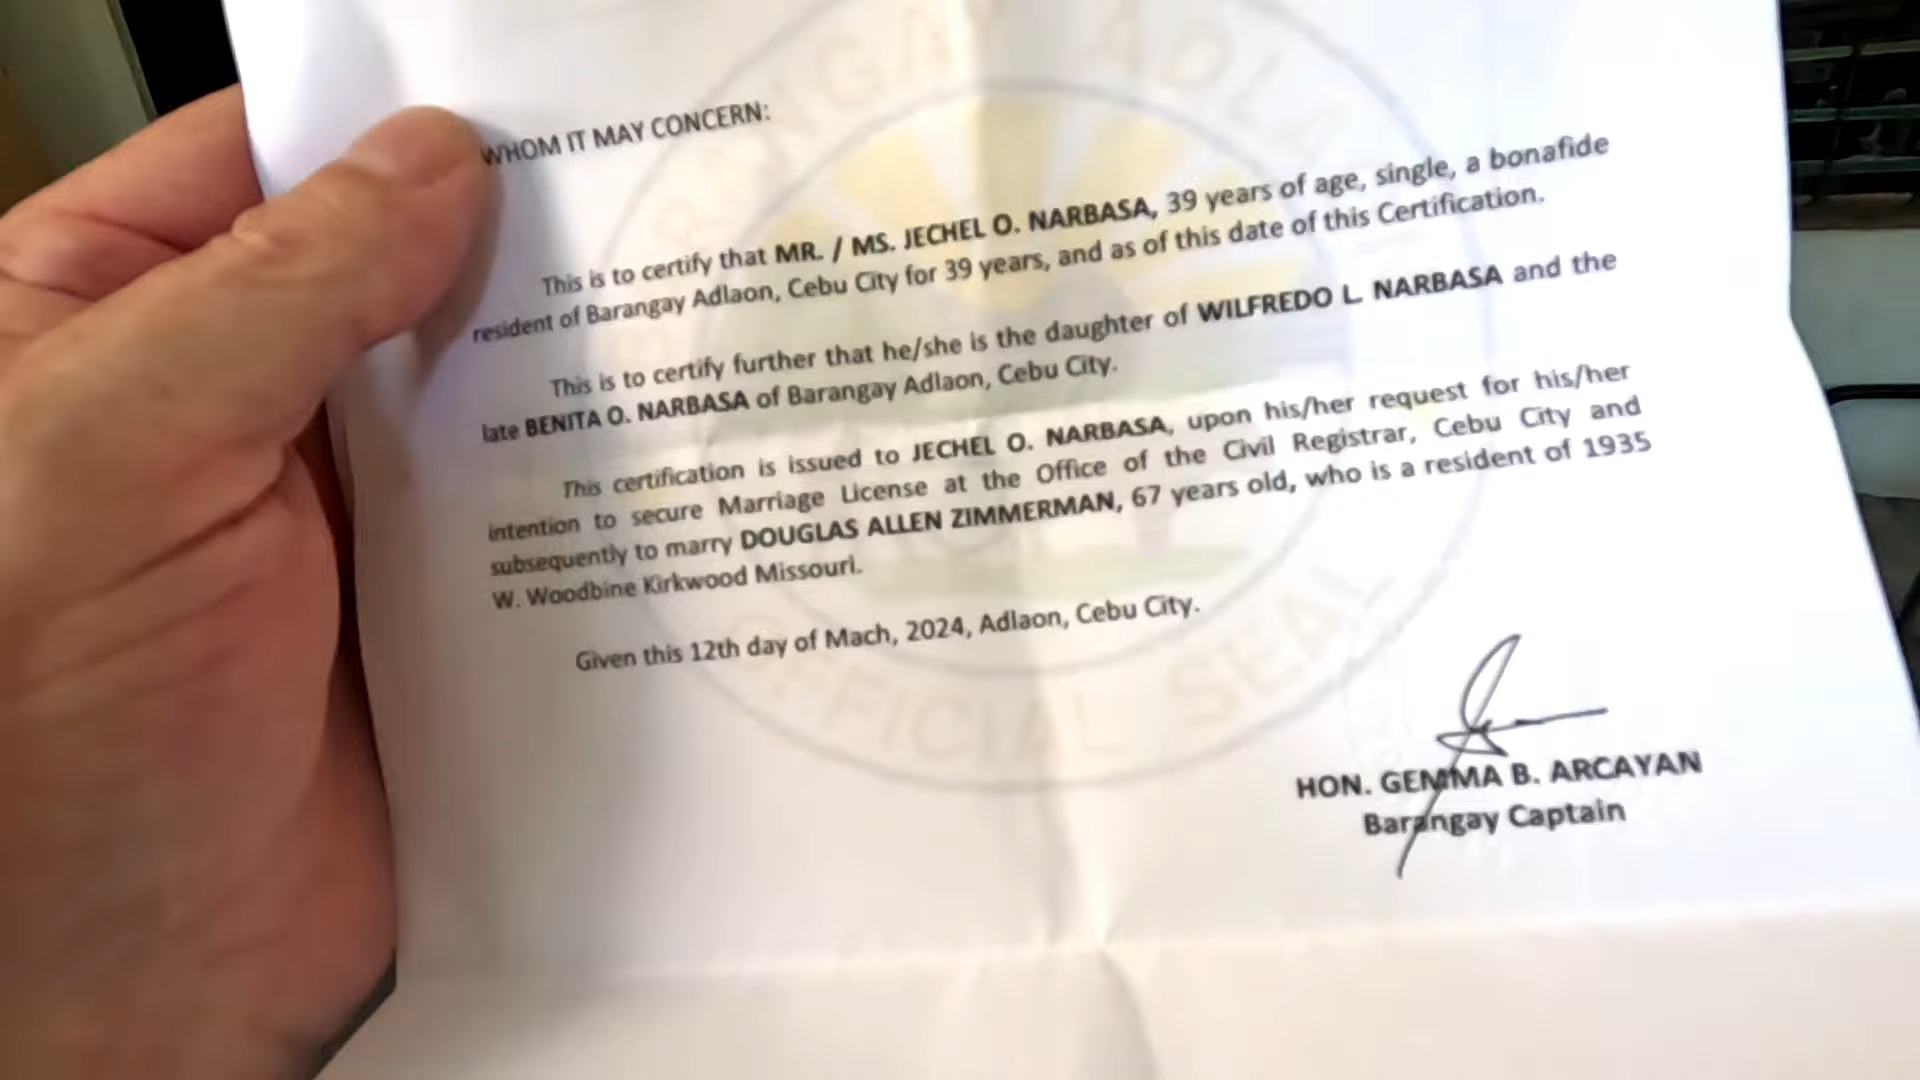 WHOM IT MAY CONCERN:
This is to certify that MR. / MS. JECHEL O. NARBASA, 39 years of age, single, a bonafide
resident of Barangay Adlaon, Cebu City for 39 years, and as of this date of this Certification.
This is to certify further that he/she is the daughter of WILFREDO L. NARBASA and the
late BENITA O. NARBASA of Barangay Adlaon, Cebu City.
This certification is issued to JECHEL O. NARBASA, upon his/her request for his/her
intention to secure Marriage License at the Office of the Civil Registrar, Cebu City and
subsequently to marry DOUGLAS ALLEN ZIMMERMAN, 67 years old, who is a resident of 1935
W. Woodbine Kirkwood Missouri.
Given this 12th day of Mach, 2024, Adlaon, Cebu City.
HON. GEMMA B. ARCAYAN
Barangay Captain
OFFICIAL SEAL